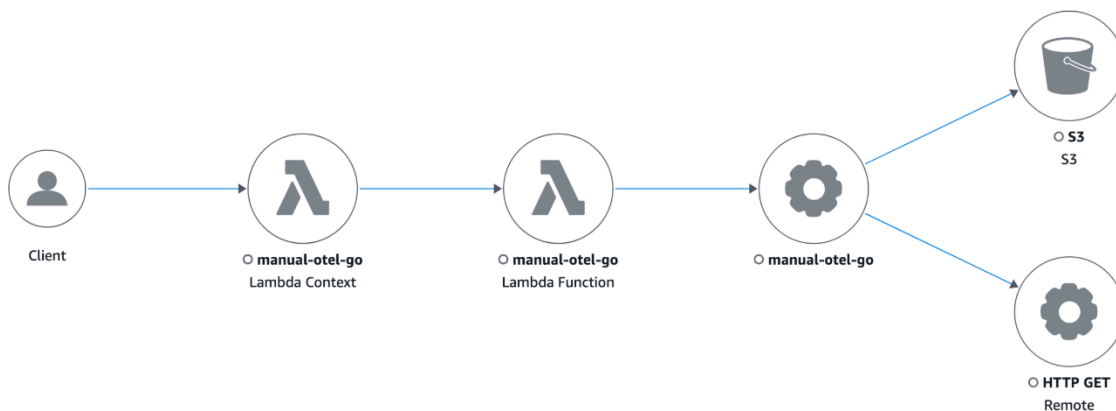 S3
S3
Client
manual-otel-go
Lambda Context
manual-otel-go
Lambda Function
manual-otel-go
HTTP GET
Remote